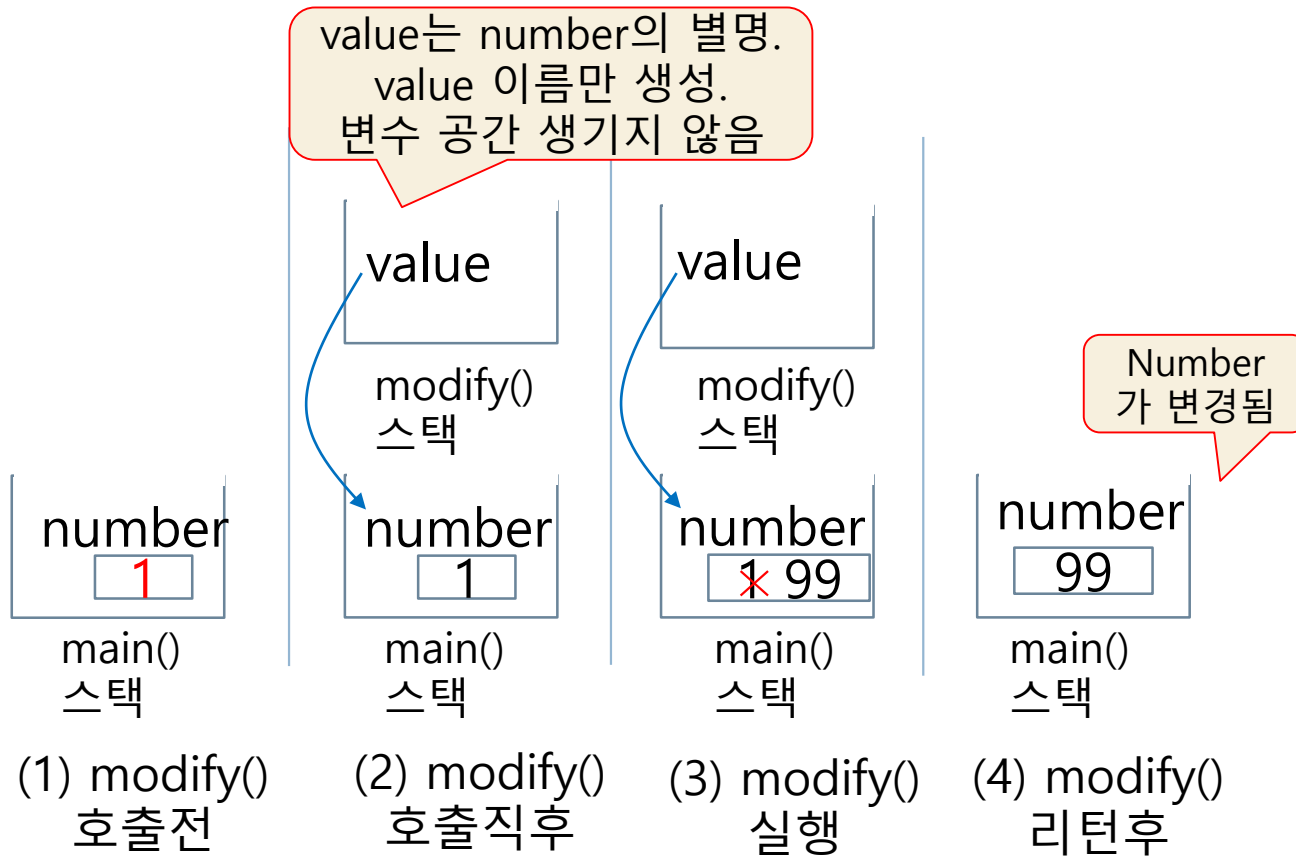 value는 number의 별명.
value 이름만 생성.
변수 공간 생기지 않음
value
modify()
스택
value
modify()
스택
Number
가 변경됨
number
1
main()
스택
number
1
main()
스택
number
1 99
main()
스택
number
99
main()
스택
(1) modify()
호출전
(2) modify()
호출직후
(3) modify()
실행
(4) modify()
리턴후